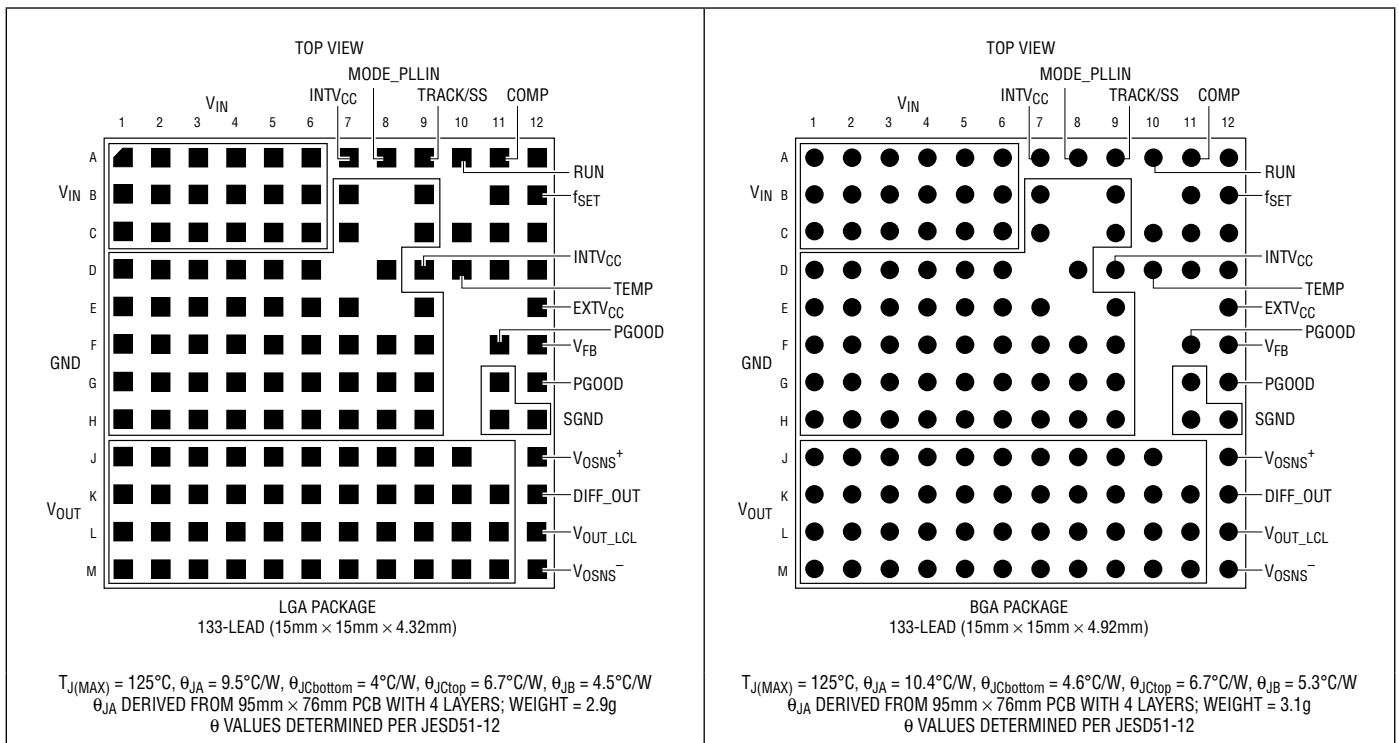 TOP VIEW
MODE_PLLIN
INTVCC TRACK/SS COMP
VIN
1 2 3 4 5 6 7 8 9 10 11 12
A
RUN
VIN B
fSET
C
D
INTVCC
TEMP
E
EXTVCC
PGOOD
F
VFB
GND
G
PGOOD
H
SGND
J
VOSNS+
K
DIFF_OUT
VOUT
L
VOUT_LCL
M
VOSNS–
LGA PACKAGE
133-LEAD (15mm × 15mm × 4.32mm)
TJ(MAX) = 125°C, θJA = 9.5°C/W, θJCbottom = 4°C/W, θJCtop = 6.7°C/W, θJB = 4.5°C/W
θJA DERIVED FROM 95mm × 76mm PCB WITH 4 LAYERS; WEIGHT = 2.9g
θ VALUES DETERMINED PER JESD51-12
TOP VIEW
MODE_PLLIN
INTVCC TRACK/SS COMP
VIN
1 2 3 4 5 6 7 8 9 10 11 12
A
RUN
VIN B
fSET
C
D
INTVCC
TEMP
E
EXTVCC
PGOOD
F
VFB
GND
G
PGOOD
H
SGND
J
VOSNS+
K
DIFF_OUT
VOUT
L
VOUT_LCL
M
VOSNS–
BGA PACKAGE
133-LEAD (15mm × 15mm × 4.92mm)
TJ(MAX) = 125°C, θJA = 10.4°C/W, θJCbottom = 4.6°C/W, θJCtop = 6.7°C/W, θJB = 5.3°C/W
θJA DERIVED FROM 95mm × 76mm PCB WITH 4 LAYERS; WEIGHT = 3.1g
θ VALUES DETERMINED PER JESD51-12